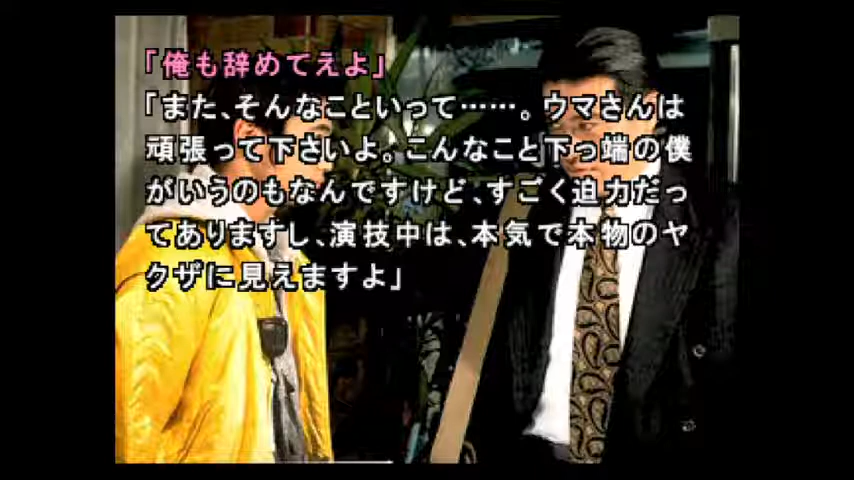 「俺も辞めてえよ」
「また、そんなこといって……。ウマさんは
頑張って下さいよ。こんなこと下っ端の僕
がいうのもなんですけど、すごく迫力だっ
てありますし、演技中は、本気で本物のヤ
クザに見えますよ」